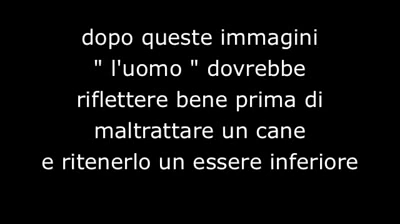 dopo queste immagini
" l'uomo " dovrebbe
riflettere bene prima di
maltrattare un cane
e ritenerlo un essere inferiore